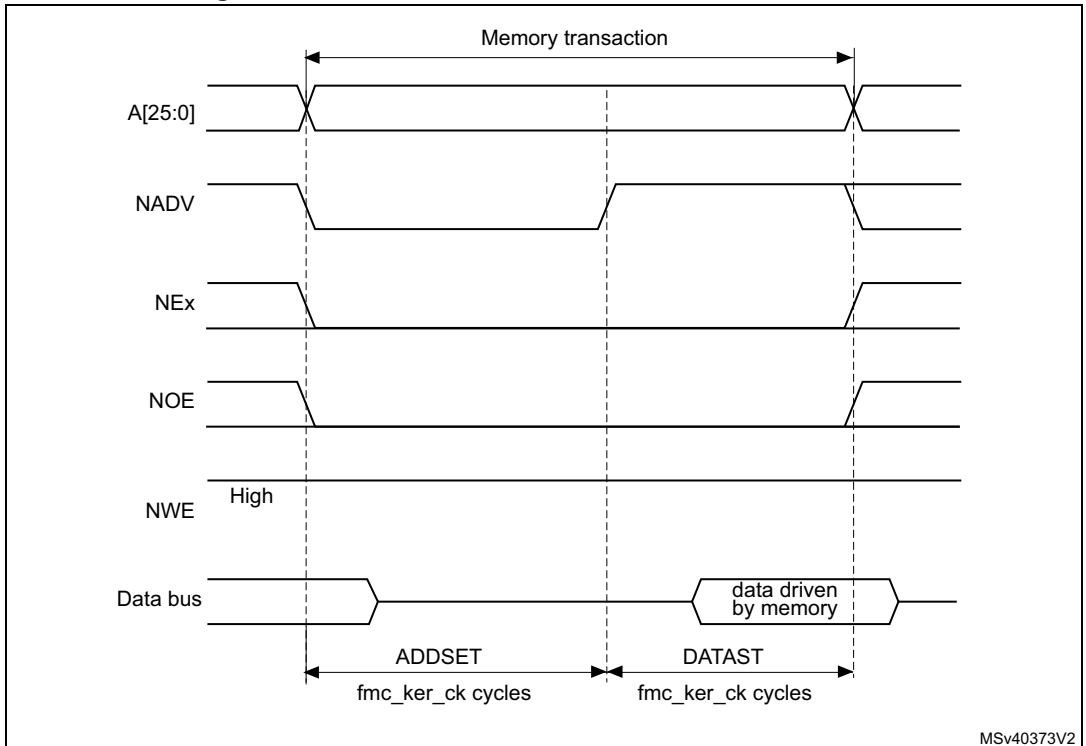 Memory transaction
A[25:0]
NADV
NEx
NOE
High
NWE
Data bus
data driven
by memory
ADDSET
DATAST
fmc_ker_ck cycles
fmc_ker_ck cycles
MSv40373V2